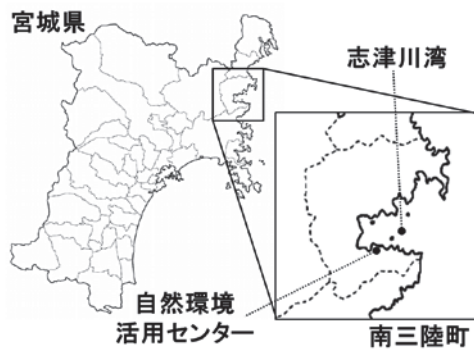 宮城県
志津川湾
自然環境
活用センター
南三陸町